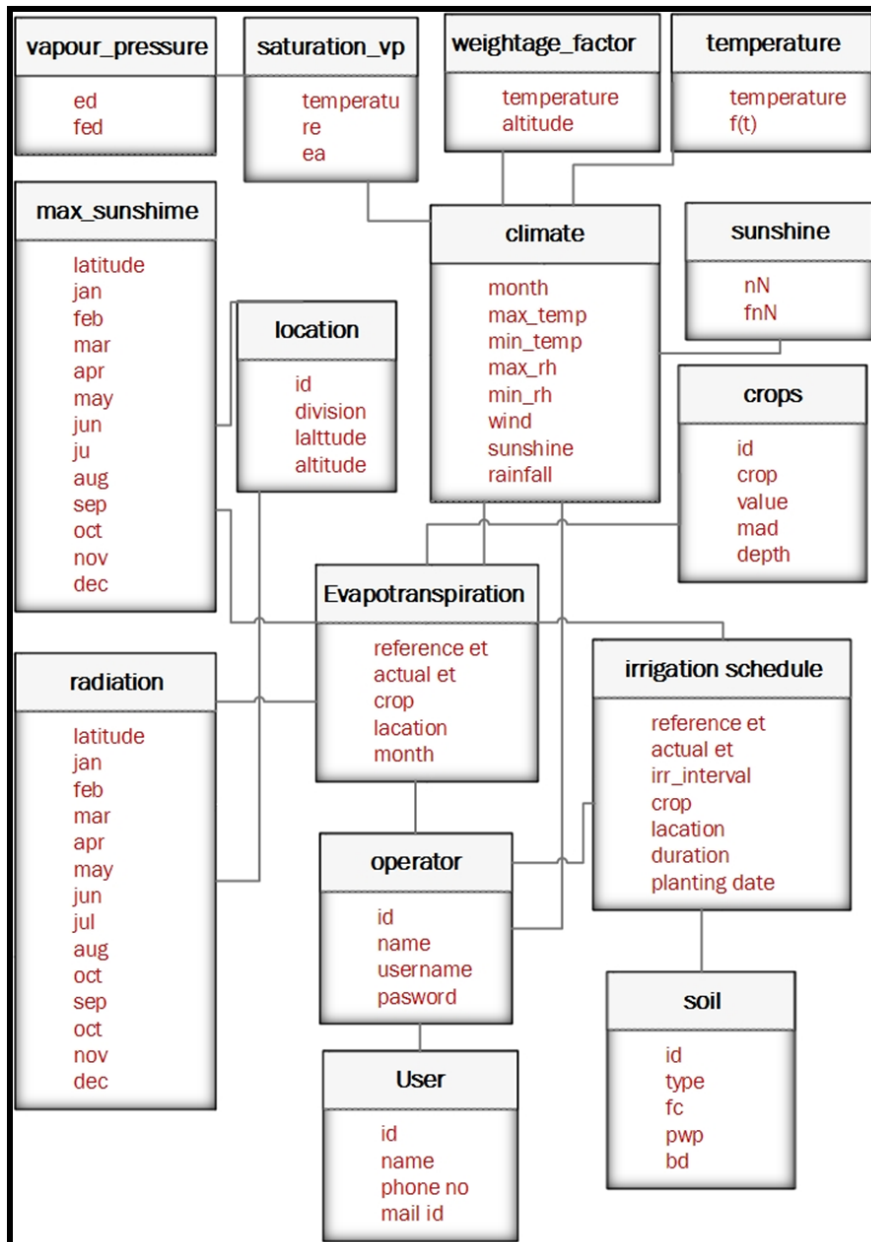 vapour_pressure
ed
fed
saturation_vp
temperatu
re
ea
weightage_factor
temperature
altitude
temperature
temperature
f(t)
max_sunshime
latitude
jan
feb
mar
apr
may
jun
ju
aug
sep
oct
nov
dec
location
id
division
lalttude
altitude
climate
month
max_temp
min_temp
max_rh
min_rh
wind
sunshine
rainfall
sunshine
nN
fnN
crops
id
crop
value
mad
depth
Evapotranspiration
reference et
actual et
crop
lacation
month
radiation
latitude
jan
feb
mar
apr
may
jun
jul
aug
oct
sep
oct
nov
dec
irrigation schedule
reference et
actual et
irr_interval
crop
lacation
duration
planting date
operator
id
name
username
pasword
soil
id
type
fc
pwp
bd
User
id
name
phone no
mail id